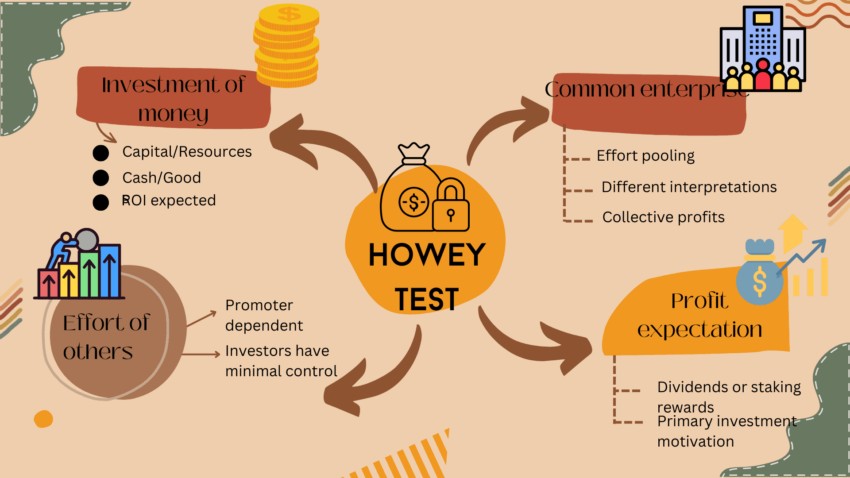 Investment of
money
Capital/Resources
Cash/Good
ROI expected
Common enterprise
Effort pooling
Different interpretations
Collective profits
$
HOWEY
TEST
Effort of
others
Promoter
dependent
Investors have
minimal control
$
Profit
expectation
Dividends or staking
rewards
Primary investment
motivation